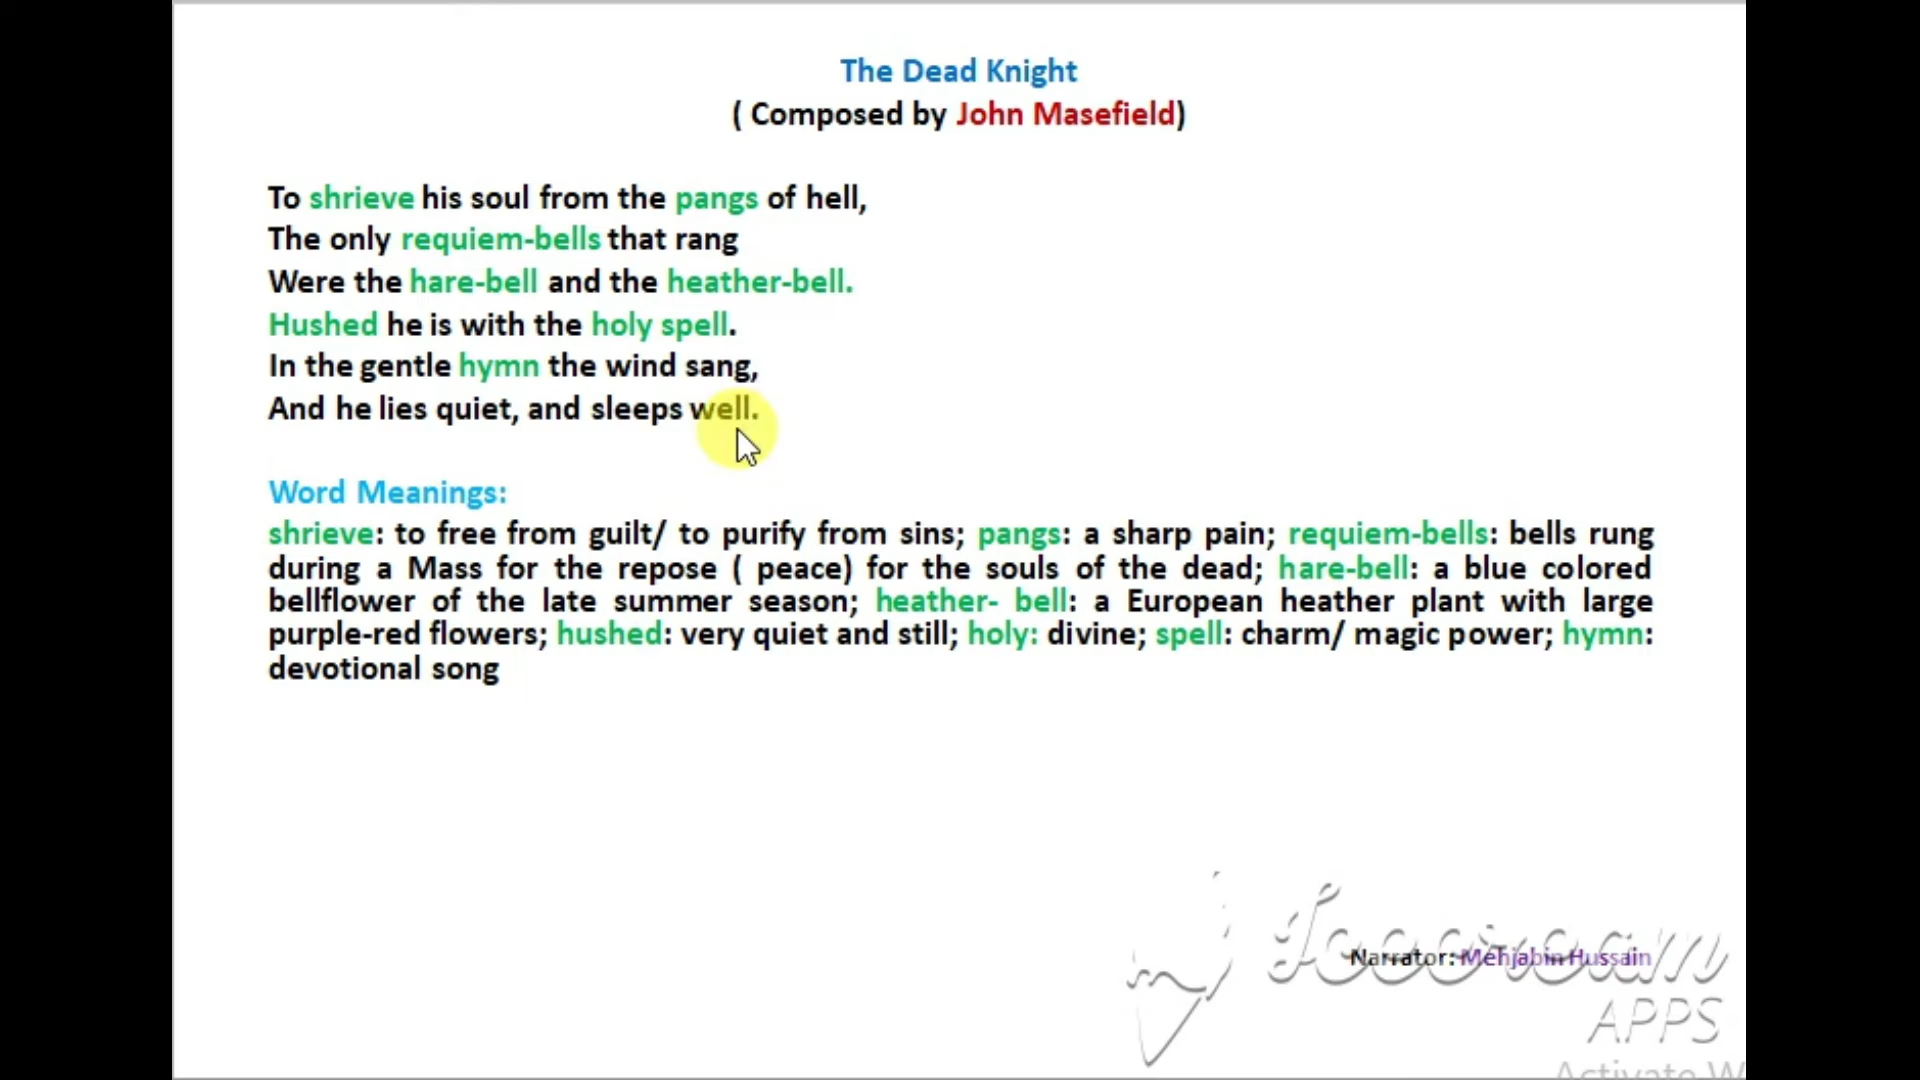 The Dead Knight
( Composed by John Masefield)
To shrieve his soul from the pangs of hell,
The only requiem-bells that rang
Were the hare-bell and the heather-bell.
Hushed he is with the holy spell.
In the gentle hymn the wind sang,
And he lies quiet, and sleeps well.
Word Meanings:
shrieve: to free from guilt/ to purify from sins; pangs: a sharp pain; requiem-bells: bells rung
during a Mass for the repose ( peace) for the souls of the dead; hare-bell: a blue colored
bellflower of the late summer season; heather- bell: a European heather plant with large
purple-red flowers; hushed: very quiet and still; holy: divine; spell: charm/ magic power; hymn:
devotional song
Narrator: Mehjabin Hussain
APPS
Activate W